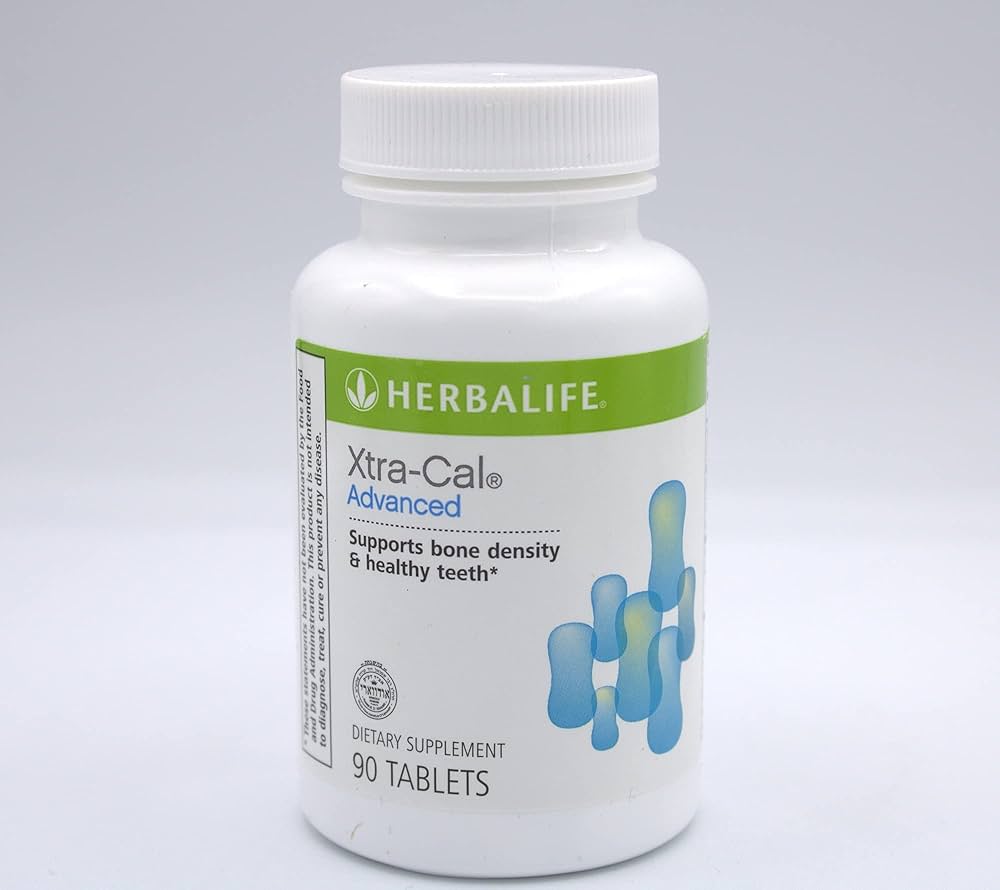 HERBALIFE®
Xtra-Cal®
Advanced
Supports bone density
& healthy teeth*
אודווארי
DIETARY SUPPLEMENT
90 TABLETS
*These statements have not been evaluated by the Food
and Drug Administration. This product is not intended
to diagnose, treat, cure or prevent any disease.